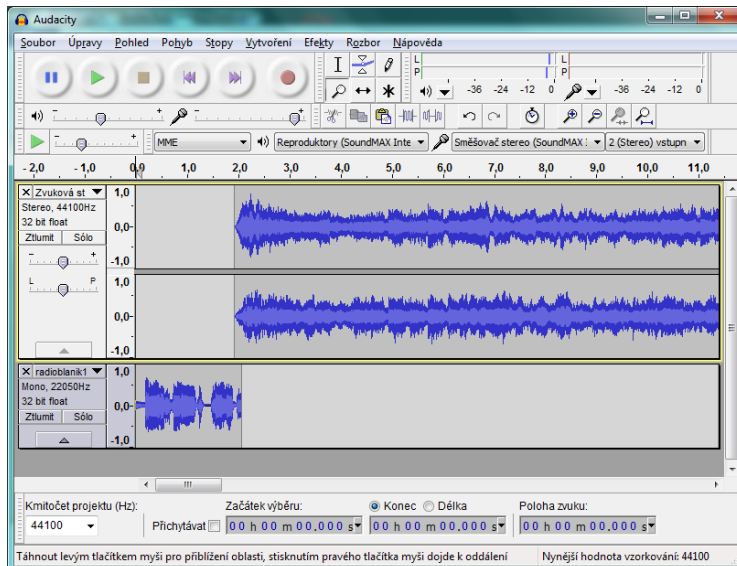 Audacity
Soubor Úpravy Pohled Pohyb Stopy Vytvoření Efekty Rozbor Nápověda
L
P
-36 -24 -12 0
L
P
-36 -24 -12 0
MME Reproduktory (SoundMAX Inte Směšovač stereo (SoundMAX : 2 (Stereo) vstupn
-2,0 -1,0 0,0 1,0 2,0 3,0 4,0 5,0 6,0 7,0 8,0 9,0 10,0 11,0
Zvuková st 1,0
Stereo, 44100Hz
32 bit float 0,0-
Ztlumit Sólo
- +
-1,0
L P 1,0
0,0-
-1,0
radioblanik1 1,0
Mono, 22050Hz
32 bit float 0,0-
Ztlumit Sólo
-1,0
Kmitočet projektu (Hz): Začátek výběru: Konec Délka Poloha zvuku:
44100 Přichytávat 00 h 00 m 00.000 s 00 h 00 m 00.000 s 00 h 00 m 00.000 s
Táhnout levým tlačítkem myši pro přiblížení oblasti, stisknutím pravého tlačítka myši dojde k oddálení Nynější hodnota vzorkování: 44100